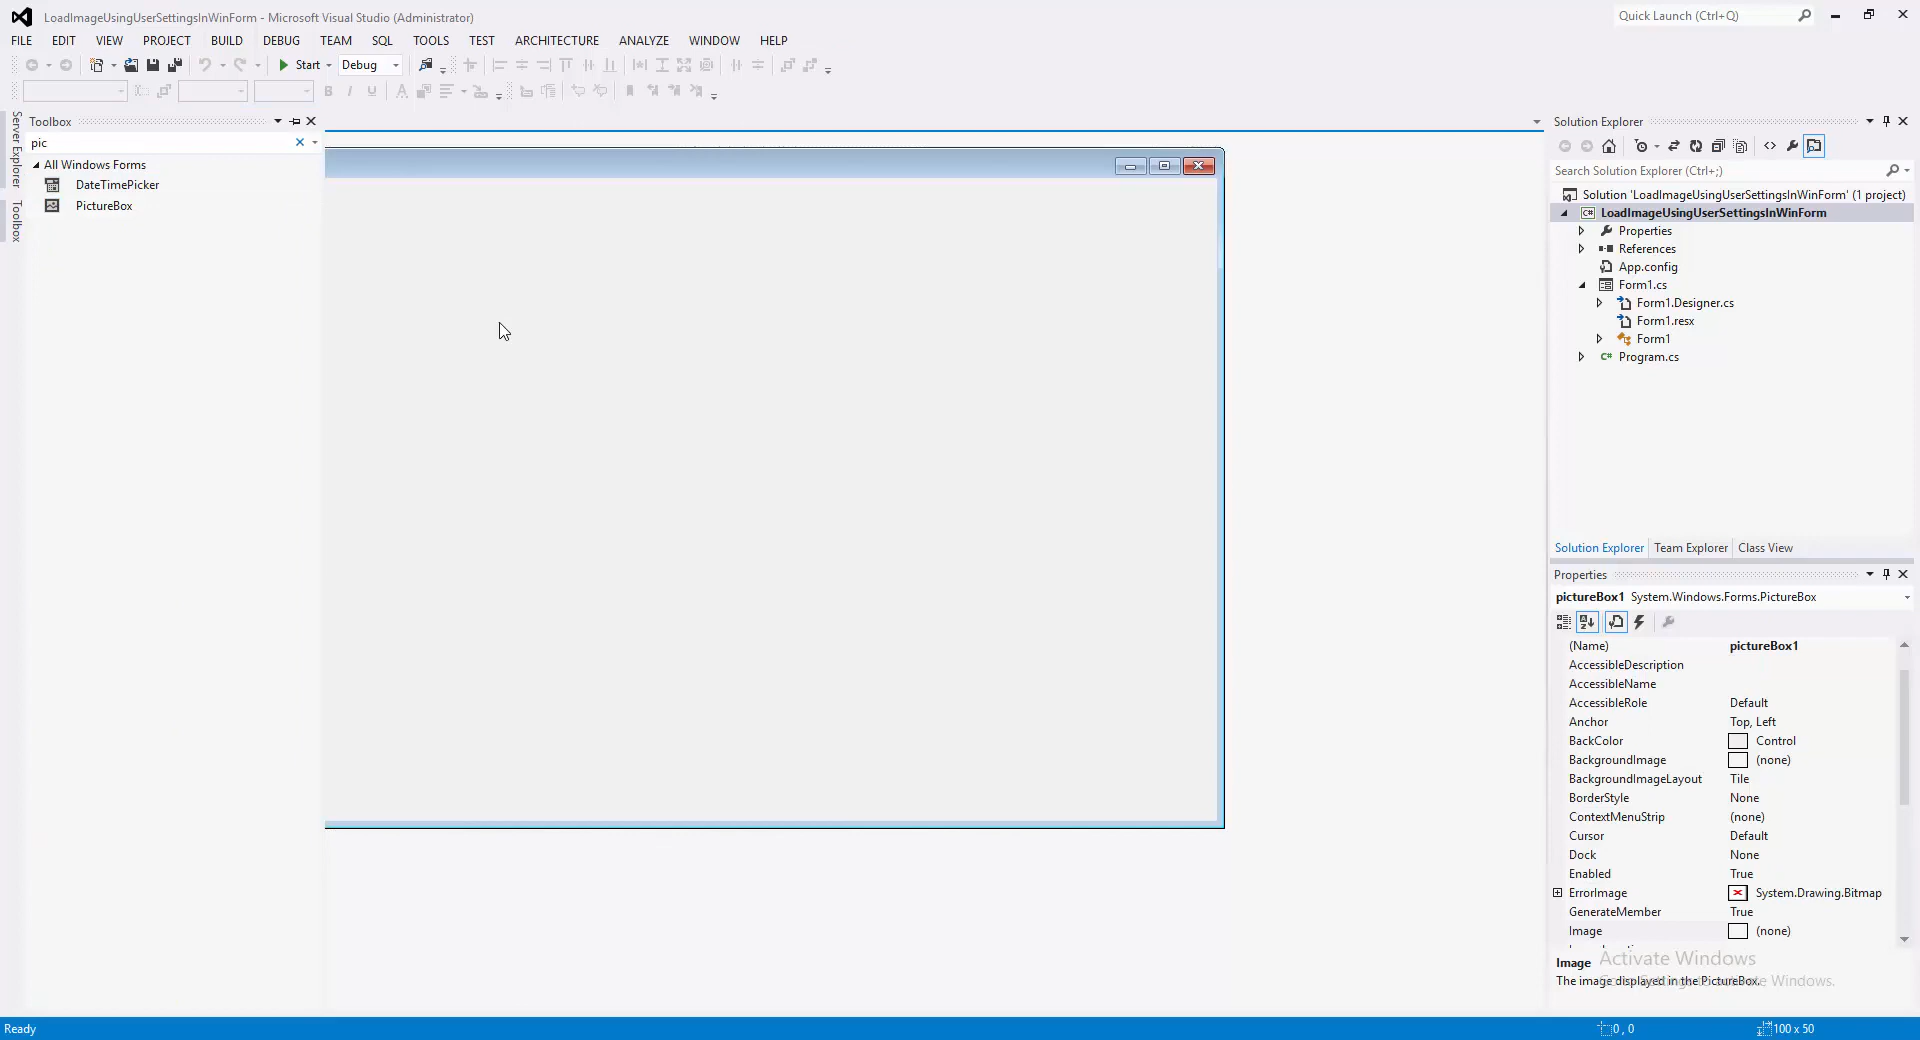 LoadImageUsingUserSettingsInWinForm - Microsoft Visual Studio (Administrator)
Quick Launch (Ctrl+Q)
FILE EDIT VIEW PROJECT BUILD DEBUG TEAM SQL TOOLS TEST ARCHITECTURE ANALYZE WINDOW HELP
Start Debug
B I U A
Server Explorer
Toolbox
Toolbox
pic
All Windows Forms
DateTimePicker
PictureBox
Solution Explorer
Search Solution Explorer (Ctrl+;)
Solution 'LoadImageUsingUserSettingsInWinForm' (1 project)
C# LoadImageUsingUserSettingsInWinForm
Properties
References
App.config
Form1.cs
Form1.Designer.cs
Form1.resx
Form1
C# Program.cs
Solution Explorer Team Explorer Class View
Properties
pictureBox1 System.Windows.Forms.PictureBox
(Name) pictureBox1
AccessibleDescription
AccessibleName
AccessibleRole Default
Anchor Top, Left
BackColor Control
BackgroundImage (none)
BackgroundImageLayout Tile
BorderStyle None
ContextMenuStrip (none)
Cursor Default
Dock None
Enabled True
ErrorImage System.Drawing.Bitmap
GenerateMember True
Image (none)
Activate Windows
Go to Settings to activate Windows.
Image
The image displayed in the PictureBox.
Ready
0 , 0
100 x 50